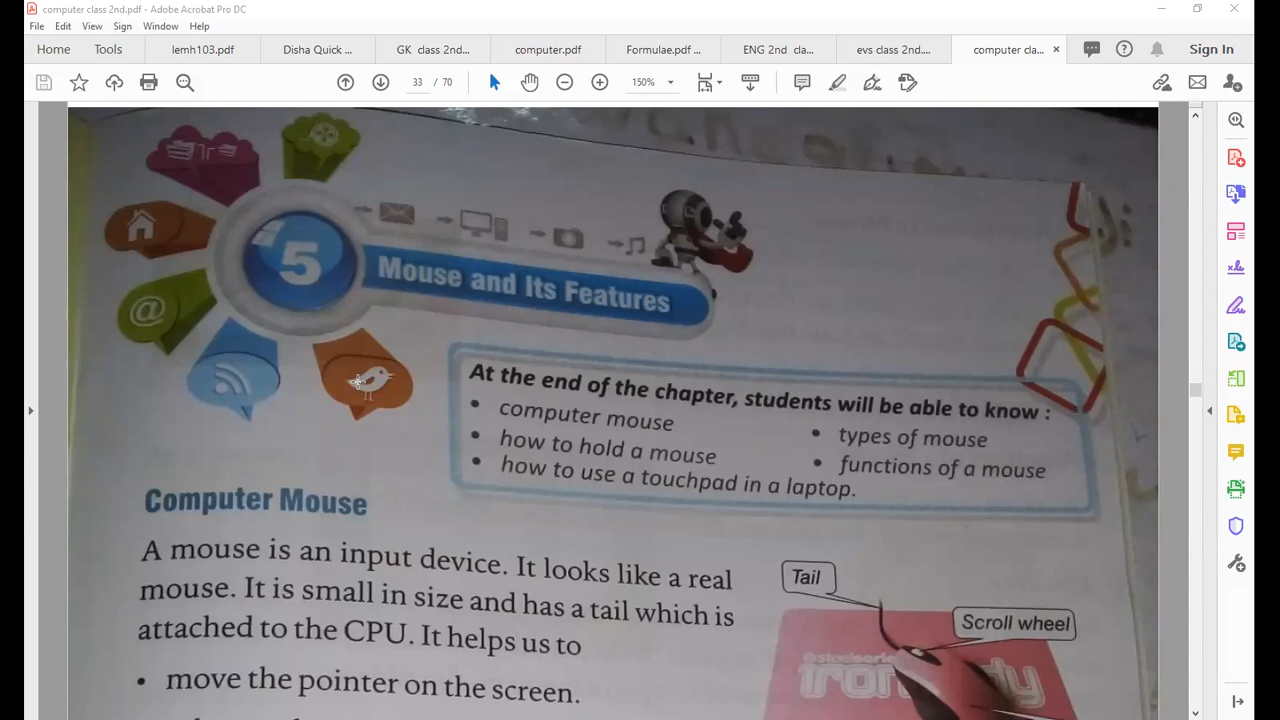 computer class 2nd.pdf - Adobe Acrobat Pro DC
File Edit View Sign Window Help
Home Tools lemh103.pdf Disha Quick ... GK class 2nd... computer.pdf Formulae.pdf ... ENG 2nd cla... evs class 2nd.... computer cla... × Sign In
33 / 70 150%
5
Mouse and Its Features
@
At the end of the chapter, students will be able to know :
• computer mouse
• types of mouse
• how to hold a mouse
• functions of a mouse
• how to use a touchpad in a laptop.
Computer Mouse
A mouse is an input device. It looks like a real
mouse. It is small in size and has a tail which is
attached to the CPU. It helps us to
• move the pointer on the screen.
Tail
Scroll wheel
steelseries